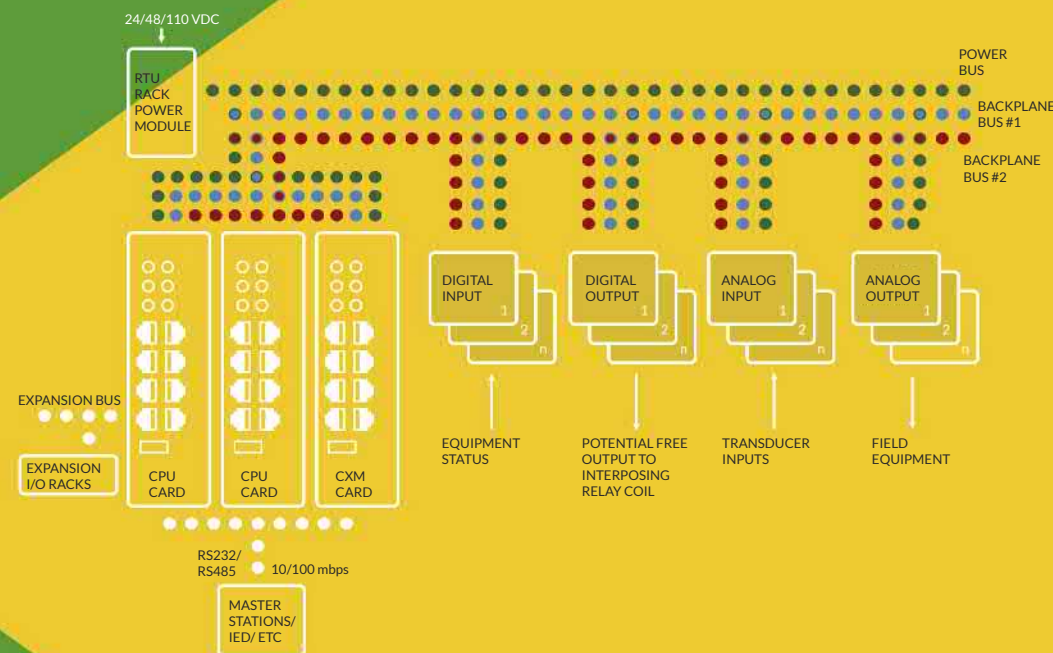 24/48/110 VDC
RTU
RACK
POWER
MODULE
POWER
BUS
BACKPLANE
BUS #1
BACKPLANE
BUS #2
DIGITAL
INPUT
1
2
n
DIGITAL
OUTPUT
1
2
n
ANALOG
INPUT
1
2
n
ANALOG
OUTPUT
1
2
n
EXPANSION BUS
EXPANSION
I/O RACKS
CPU
CARD
CPU
CARD
CXM
CARD
EQUIPMENT
STATUS
POTENTIAL FREE
OUTPUT TO
INTERPOSING
RELAY COIL
TRANSDUCER
INPUTS
FIELD
EQUIPMENT
RS232/
RS485
10/100 mbps
MASTER
STATIONS/
IED/ ETC